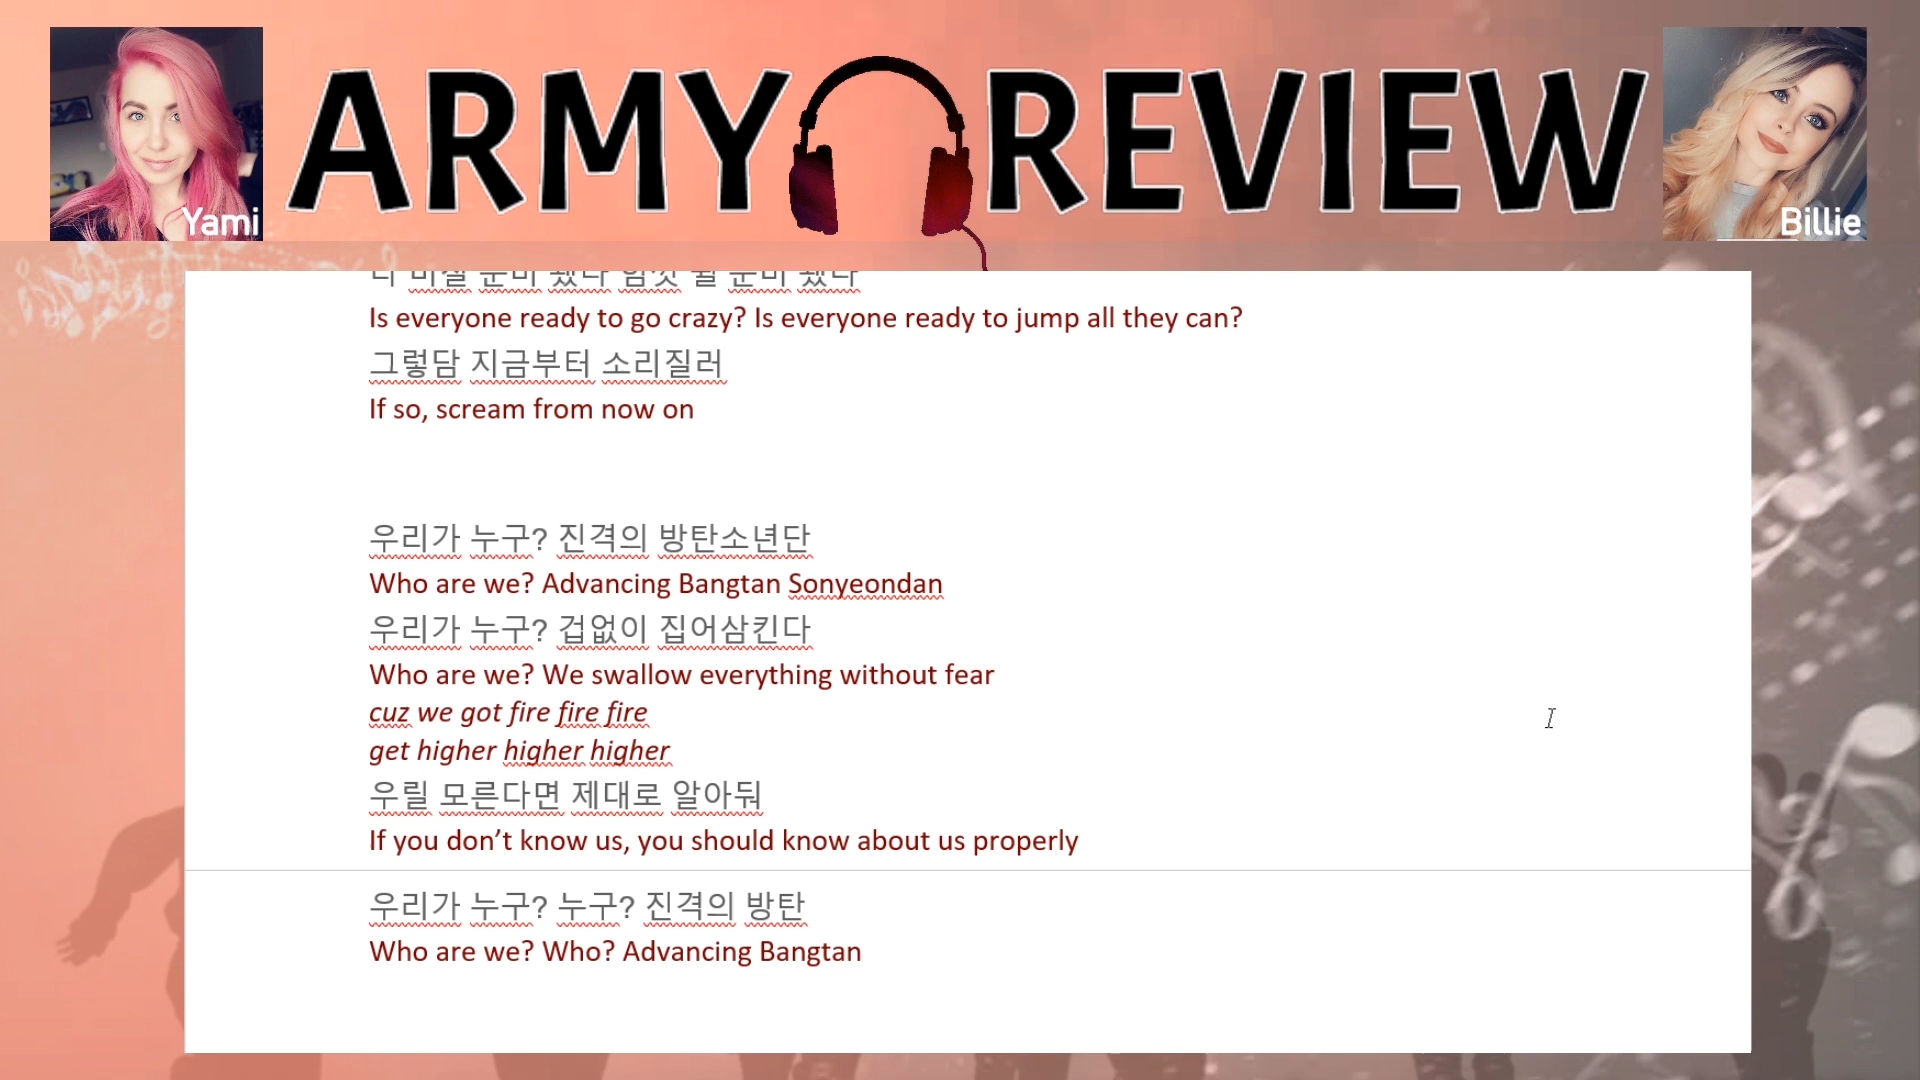 ARMY REVIEW
Yami
Billie
Is everyone ready to go crazy? Is everyone ready to jump all they can?
그렇담 지금부터 소리질러
If so, scream from now on
우리가 누구? 진격의 방탄소년단
Who are we? Advancing Bangtan Sonyeondan
우리가 누구? 겁없이 집어삼킨다
Who are we? We swallow everything without fear
cuz we got fire fire fire
get higher higher higher
우릴 모른다면 제대로 알아둬
If you don’t know us, you should know about us properly
우리가 누구? 누구? 진격의 방탄
Who are we? Who? Advancing Bangtan